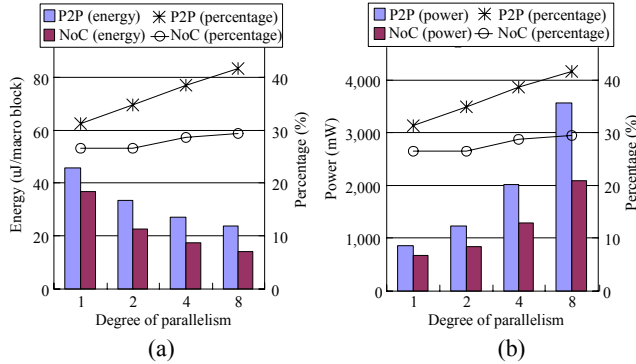 P2P (energy) P2P (percentage)
NoC (energy) NoC (percentage)
80
60
40
20
0
Energy (uJ/macro block)
40
30
20
10
0
Percentage (%)
1 2 4 8
Degree of parallelism
(a)
P2P (power) P2P (percentage)
NoC (power) NoC (percentage)
4,000
3,000
2,000
1,000
0
Power (mW)
40
30
20
10
0
Percentage (%)
1 2 4 8
Degree of parallelism
(b)